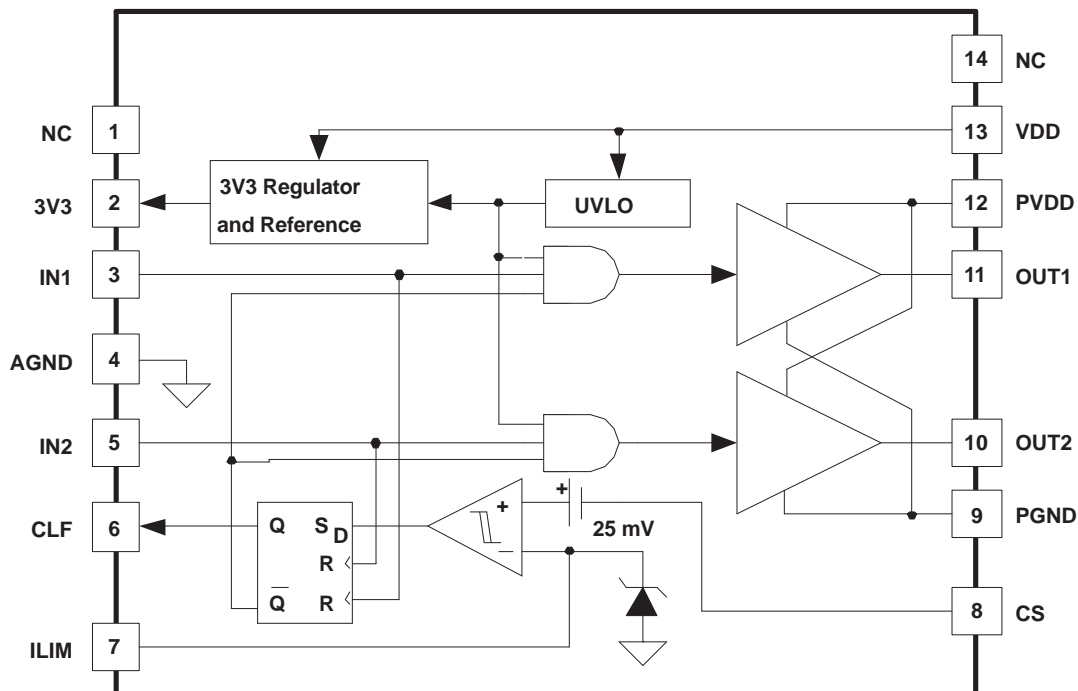 14 NC
NC 1
13 VDD
3V3 2
3V3 Regulator
and Reference
UVLO
12 PVDD
IN1 3
11 OUT1
AGND 4
IN2 5
10 OUT2
CLF 6
Q SD
+
+
25 mV
9 PGND
R
–
Q R
8 CS
ILIM 7